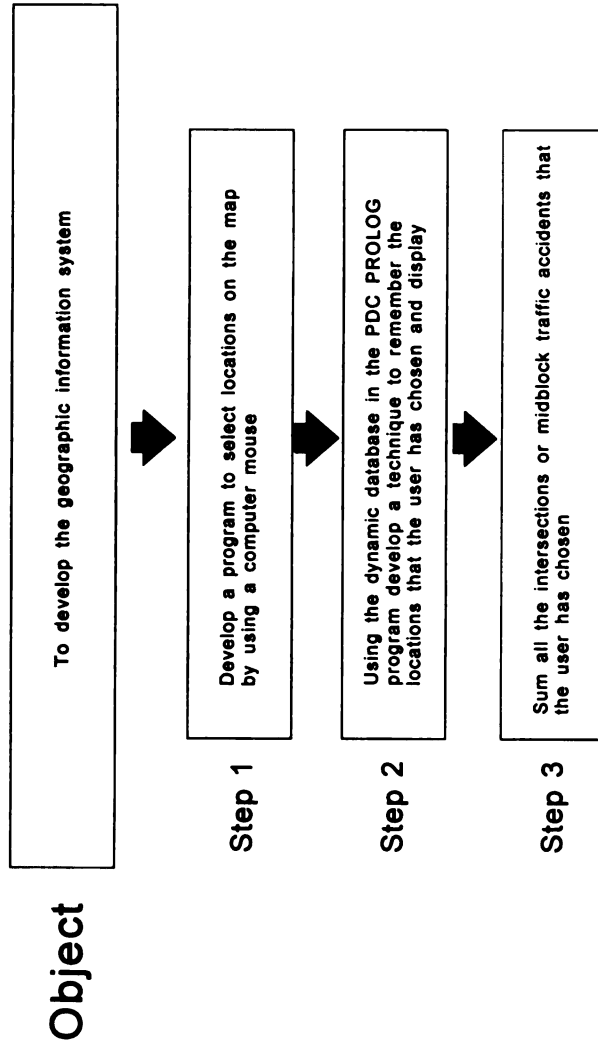 Object
To develop the geographic information system
Step 1
Develop a program to select locations on the map
by using a computer mouse
Step 2
Using the dynamic database in the PDC PROLOG
program develop a technique to remember the
locations that the user has chosen and display
Step 3
Sum all the intersections or midblock traffic accidents that
the user has chosen